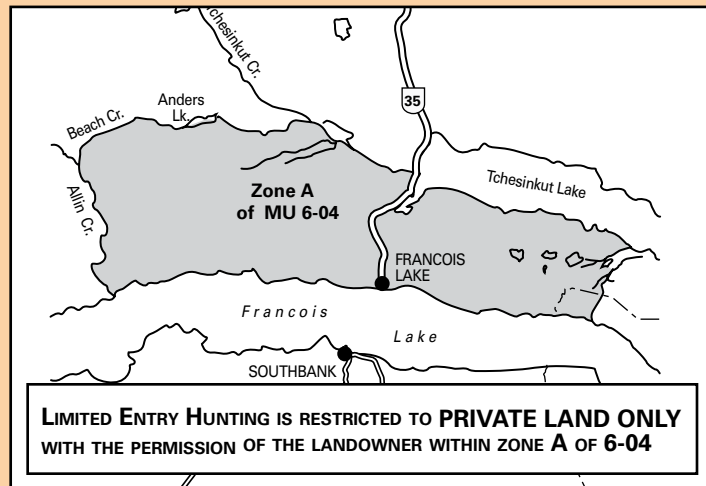 Tchesinkut Cr.
35
Anders
Lk.
Beach Cr.
Allin Cr.
Zone A
of MU 6-04
Tchesinkut Lake
FRANCOIS
LAKE
Francois
Lake
SOUTHBANK
LIMITED ENTRY HUNTING IS RESTRICTED TO PRIVATE LAND ONLY
WITH THE PERMISSION OF THE LANDOWNER WITHIN ZONE A OF 6-04